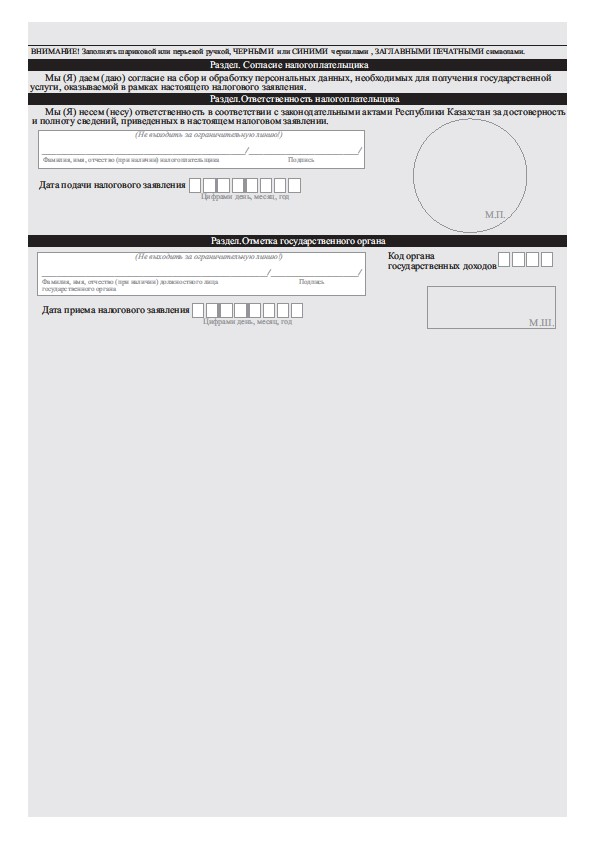 ВНИМАНИЕ! Заполнять шариковой или перьевой ручкой, ЧЕРНЫМИ или СИНИМИ чернилами , ЗАГЛАВНЫМИ ПЕЧАТНЫМИ символами.
Раздел. Согласие налогоплательщика
Мы (Я) даем (даю) согласие на сбор и обработку персональных данных, необходимых для получения государственной
услуги, оказываемой в рамках настоящего налогового заявления.
Раздел.Ответственность налогоплательщика
Мы (Я) несем (несу) ответственность в соответствии с законодательными актами Республики Казахстан за достоверность
и полноту сведений, приведенных в настоящем налоговом заявлении.
(Не выходить за ограничительную линию!)
/ /
Фамилия, имя, отчество (при наличии) налогоплательщика Подпись
Дата подачи налогового заявления
Цифрами день, месяц, год
М.П.
Раздел.Отметка государственного органа
(Не выходить за ограничительную линию!)
/ /
Фамилия, имя, отчество (при наличии) должностного лица Подпись
государственного органа
Код органа
государственных доходов
Дата приема налогового заявления
Цифрами день, месяц, год
М.Ш.